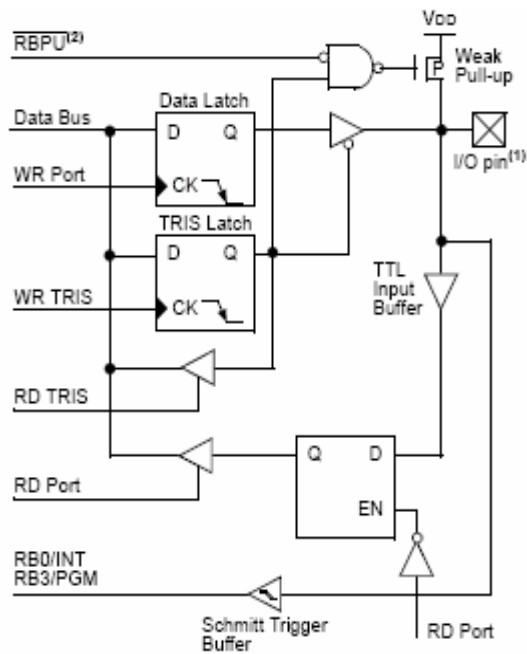 VDD
RBPU(2)
P
Weak
Pull-up
Data Bus
Data Latch
D Q
I/O pin(1)
WR Port
CK
TRIS Latch
D Q
TTL
Input
Buffer
WR TRIS
CK
RD TRIS
Q D
RD Port
EN
RB0/INT
RB3/PGM
Schmitt Trigger
Buffer
RD Port